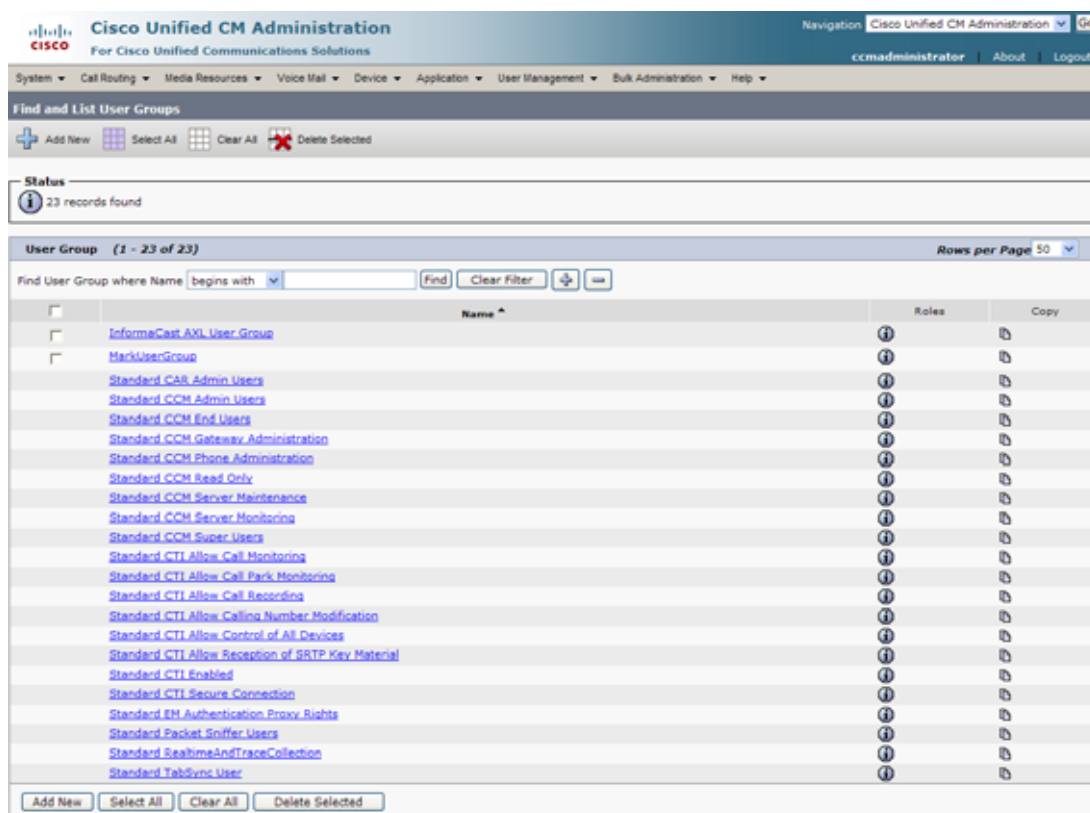 Cisco Unified CM Administration
Navigation Cisco Unified CM Administration
CISCO For Cisco Unified Communications Solutions
ccmadministrator | About | Logout
System Call Routing Media Resources Voice Mail Device Application User Management Bulk Administration Help
Find and List User Groups
Add New Select All Clear All Delete Selected
Status
23 records found
User Group (1 - 23 of 23) Rows per Page 50
Find User Group where Name begins with Find Clear Filter
Name Roles Copy
InformaCast AXL User Group
MarkUserGroup
Standard CAR Admin Users
Standard CCM Admin Users
Standard CCM End Users
Standard CCM Gateway Administration
Standard CCM Phone Administration
Standard CCM Read Only
Standard CCM Server Maintenance
Standard CCM Server Monitoring
Standard CCM Super Users
Standard CTI Allow Call Monitoring
Standard CTI Allow Call Park Monitoring
Standard CTI Allow Call Recording
Standard CTI Allow Calling Number Modification
Standard CTI Allow Control of All Devices
Standard CTI Allow Reception of SRTP Key Material
Standard CTI Enabled
Standard CTI Secure Connection
Standard EM Authentication Proxy Rights
Standard Packet Sniffer Users
Standard RealtimeAndTraceCollection
Standard TabSync User
Add New Select All Clear All Delete Selected